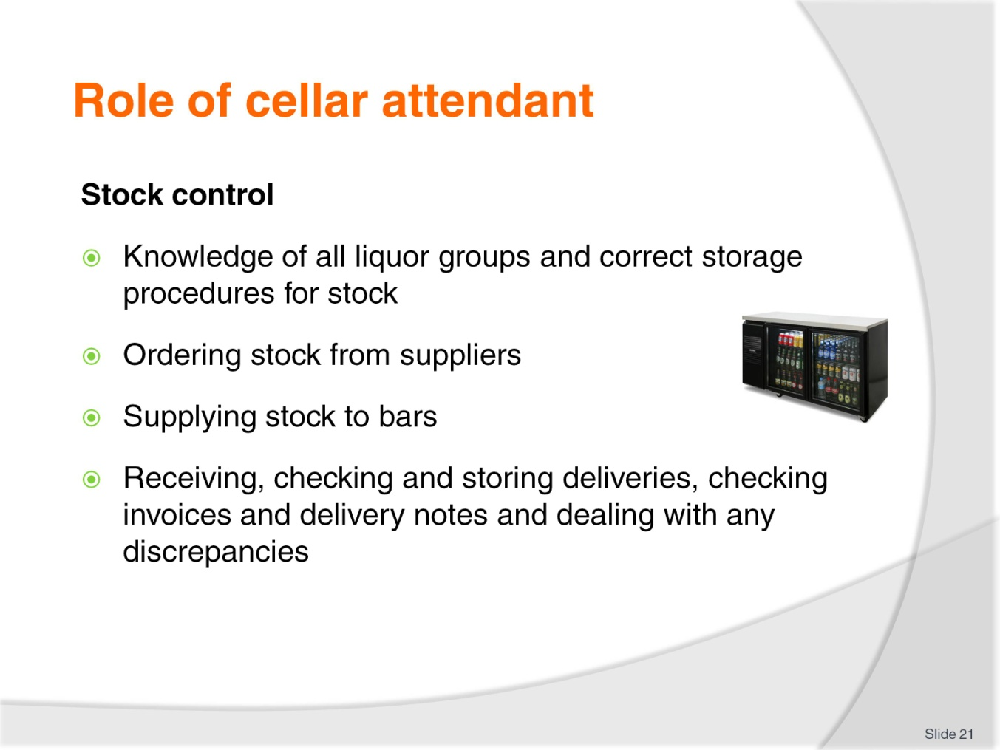 Role of cellar attendant
Stock control
Knowledge of all liquor groups and correct storage
procedures for stock
Ordering stock from suppliers
Supplying stock to bars
Receiving, checking and storing deliveries, checking
invoices and delivery notes and dealing with any
discrepancies
Slide 21